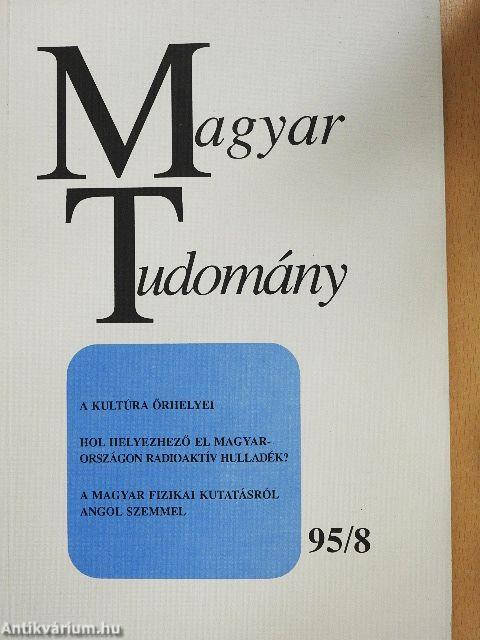 Magyar
Tudomány
A KULTÚRA ŐRHELYEI
HOL HELYEZHEZŐ EL MAGYAR-
ORSZÁGON RADIOAKTÍV HULLADÉK?
A MAGYAR FIZIKAI KUTATÁSRÓL
ANGOL SZEMMEL
95/8
Antikvárium.hu